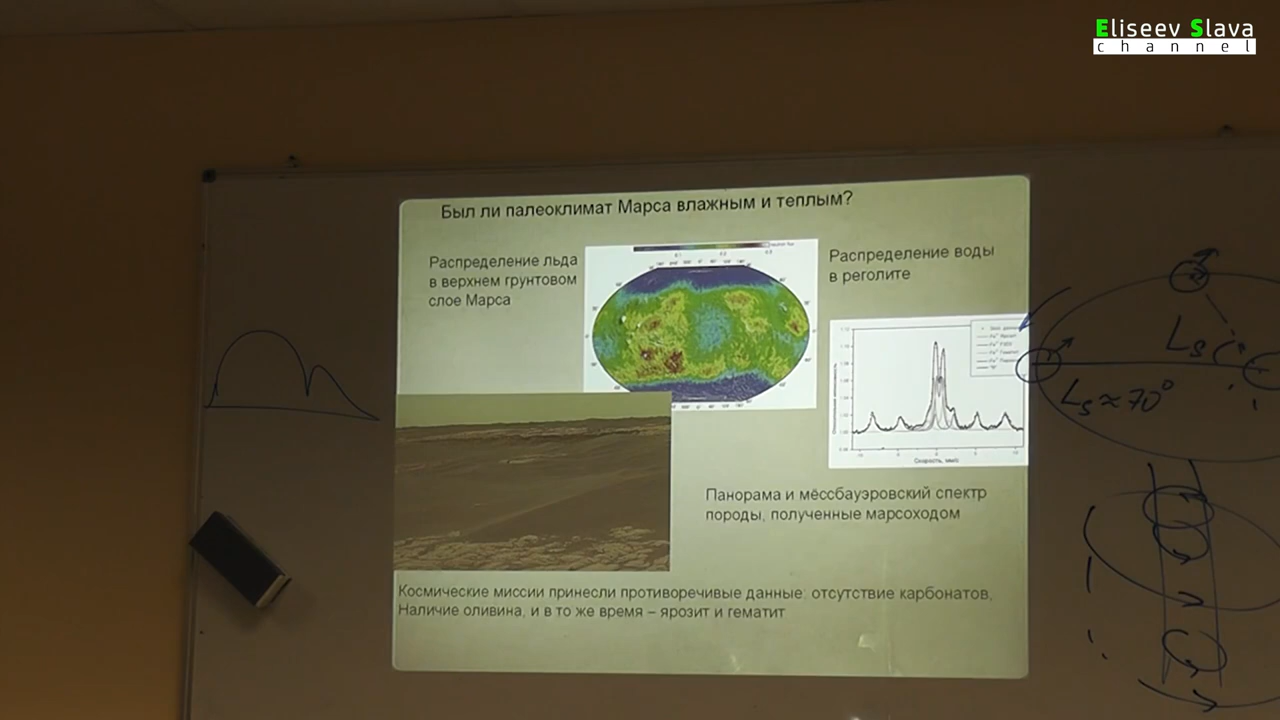 Eliseev Slava
channel
Был ли палеоклимат Марса влажным и теплым?
Распределение льда
в верхнем грунтовом
слое Марса
Распределение воды
в реголите
Скорость, мм/с
Ls
Ls ≈ 70°
Панорама и мёссбауэровский спектр
породы, полученные марсоходом
Космические миссии принесли противоречивые данные: отсутствие карбонатов,
Наличие оливина, и в то же время – ярозит и гематит